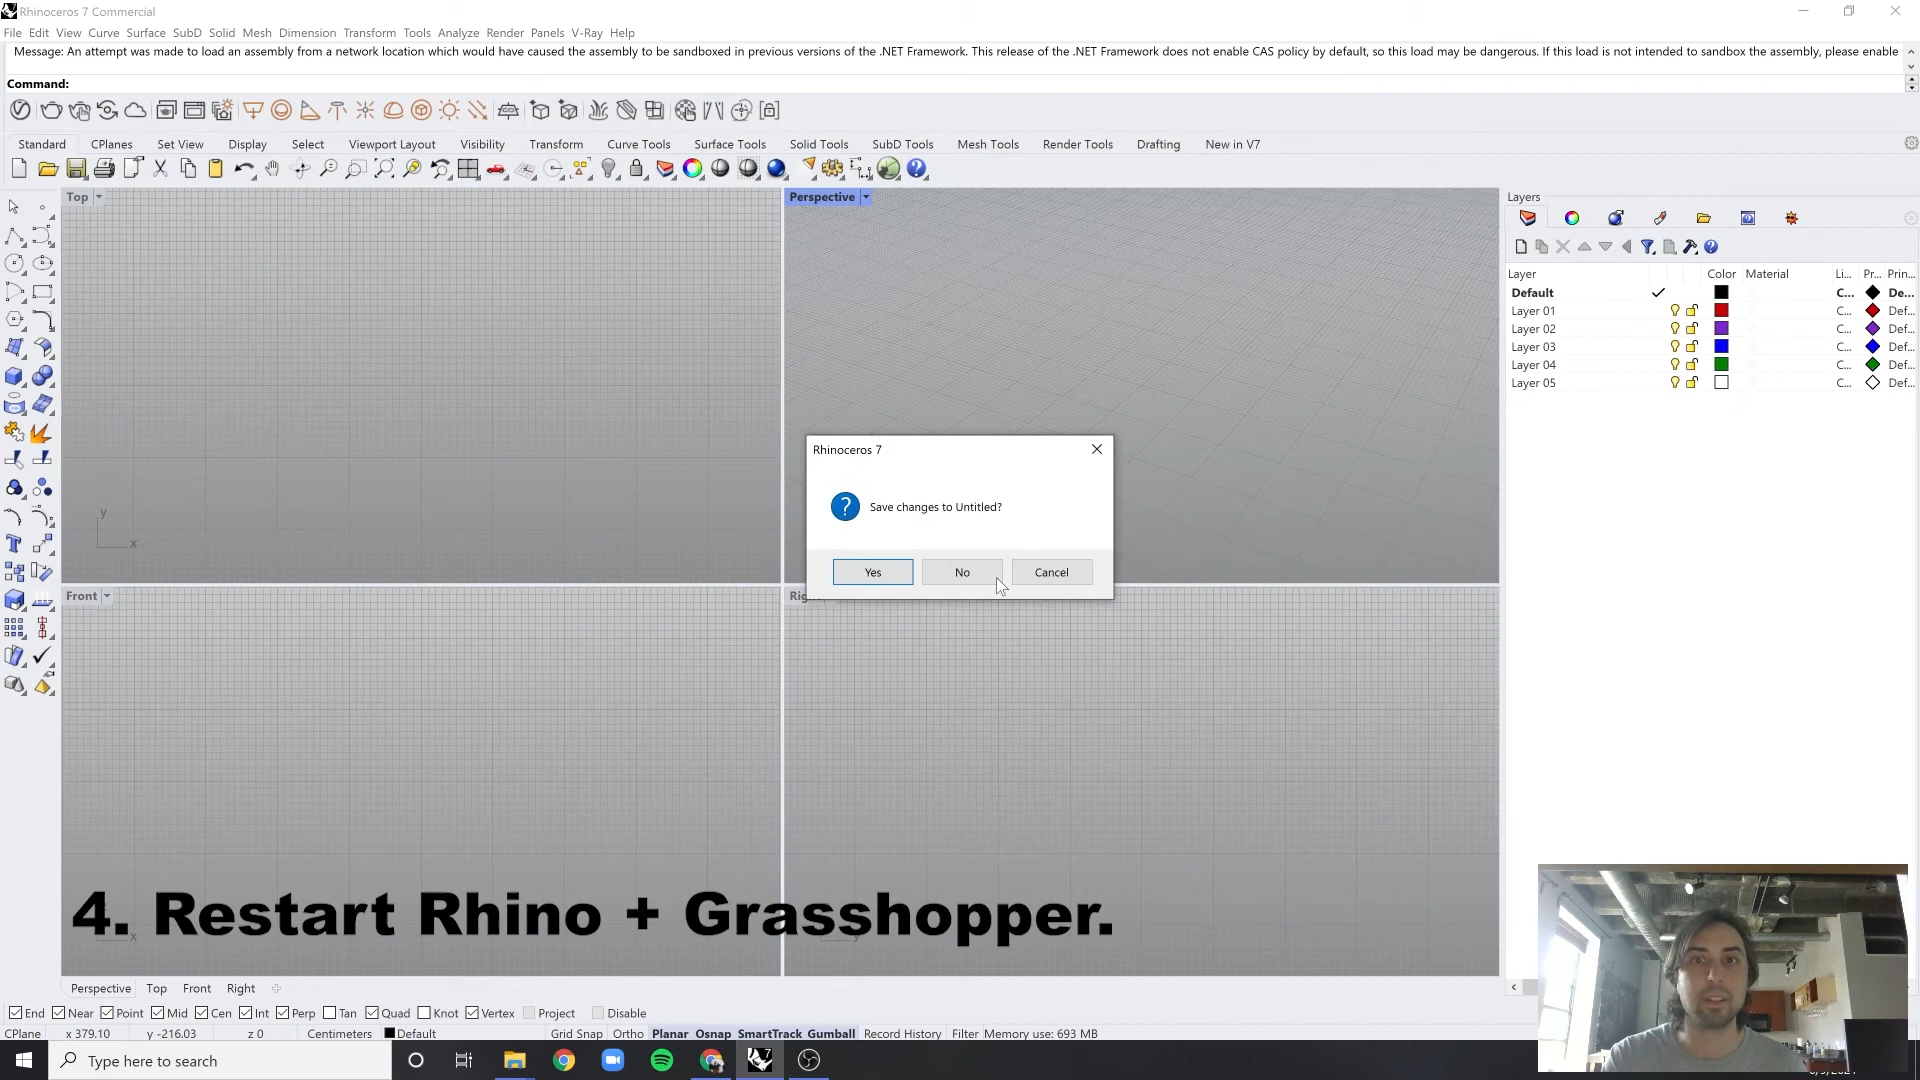 Rhinoceros 7 Commercial
File Edit View Curve Surface SubD Solid Mesh Dimension Transform Tools Analyze Render Panels V-Ray Help
Message: An attempt was made to load an assembly from a network location which would have caused the assembly to be sandboxed in previous versions of the .NET Framework. This release of the .NET Framework does not enable CAS policy by default, so this load may be dangerous. If this load is not intended to sandbox the assembly, please enable
Command:
Standard CPlanes Set View Display Select Viewport Layout Visibility Transform Curve Tools Surface Tools Solid Tools SubD Tools Mesh Tools Render Tools Drafting New in V7
Top
Perspective
Layers
Layer Color Material Li... Pr... Prin...
Default C... De...
Layer 01 C... Def...
Layer 02 C... Def...
Layer 03 C... Def...
Layer 04 C... Def...
Layer 05 C... Def...
Rhinoceros 7
Save changes to Untitled?
Yes No Cancel
y
x
Front
4. Restart Rhino + Grasshopper.
x
Perspective Top Front Right
End Near Point Mid Cen Int Perp Tan Quad Knot Vertex Project Disable
CPlane x 379.10 y -216.03 z 0 Centimeters Default Grid Snap Ortho Planar Osnap SmartTrack Gumball Record History Filter Memory use: 693 MB
Type here to search